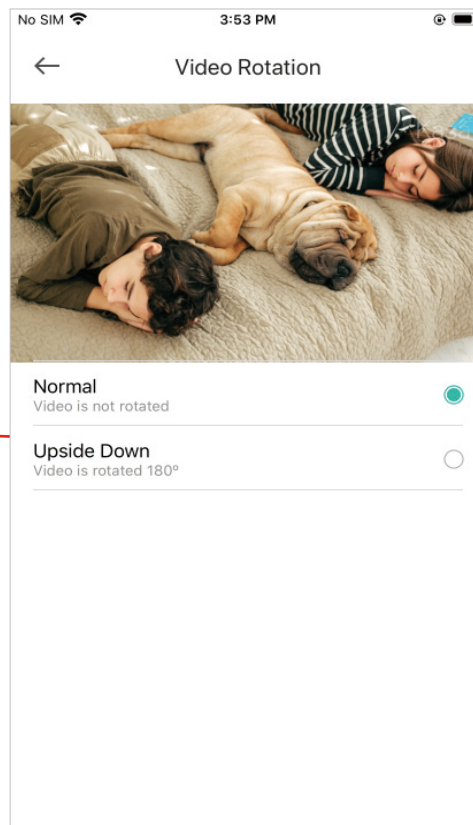 No SIM 3:53 PM
Video Rotation
Normal
Video is not rotated
Upside Down
Video is rotated 180º